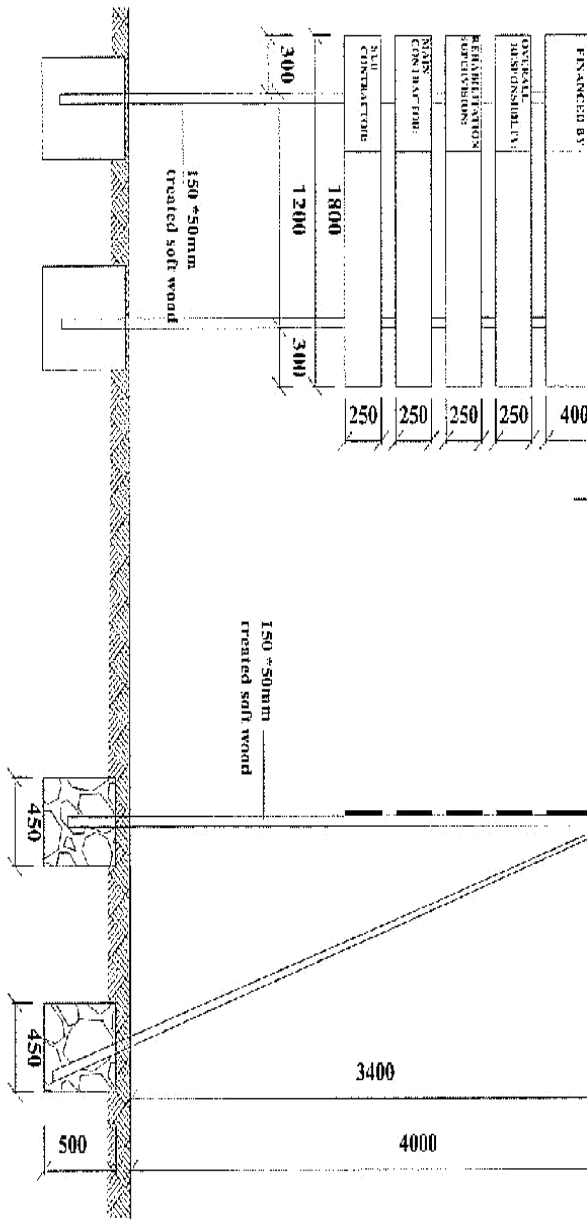 FINANCED BY
OVERALL
RESPONSIBILITY:
REHABILITATION
SUPERVISION:
MAIN
CONTRACTOR:
SUB
CONTRACTOR:
400
250
250
250
250
1800
300
1200
300
150 *50mm
treated soft wood
150 *50mm
treated soft wood
450
450
3400
4000
500